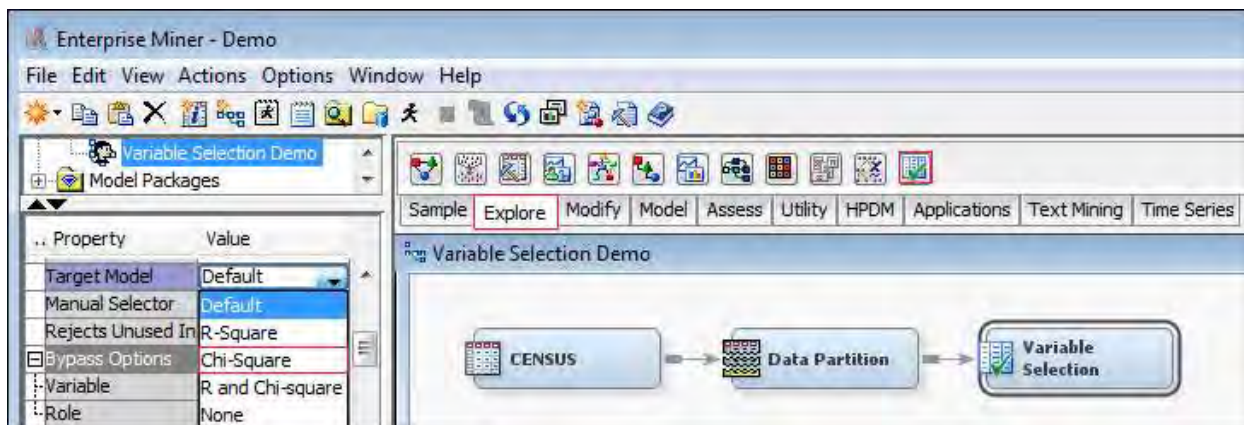 Enterprise Miner - Demo
File Edit View Actions Options Window Help
Variable Selection Demo
Model Packages
Sample Explore Modify Model Assess Utility HPDM Applications Text Mining Time Series
.. Property Value
Variable Selection Demo
Target Model Default
Manual Selector Default
Rejects Unused In R-Square
Bypass Options Chi-Square
Variable R and Chi-square
Role None
CENSUS
Data Partition
Variable
Selection